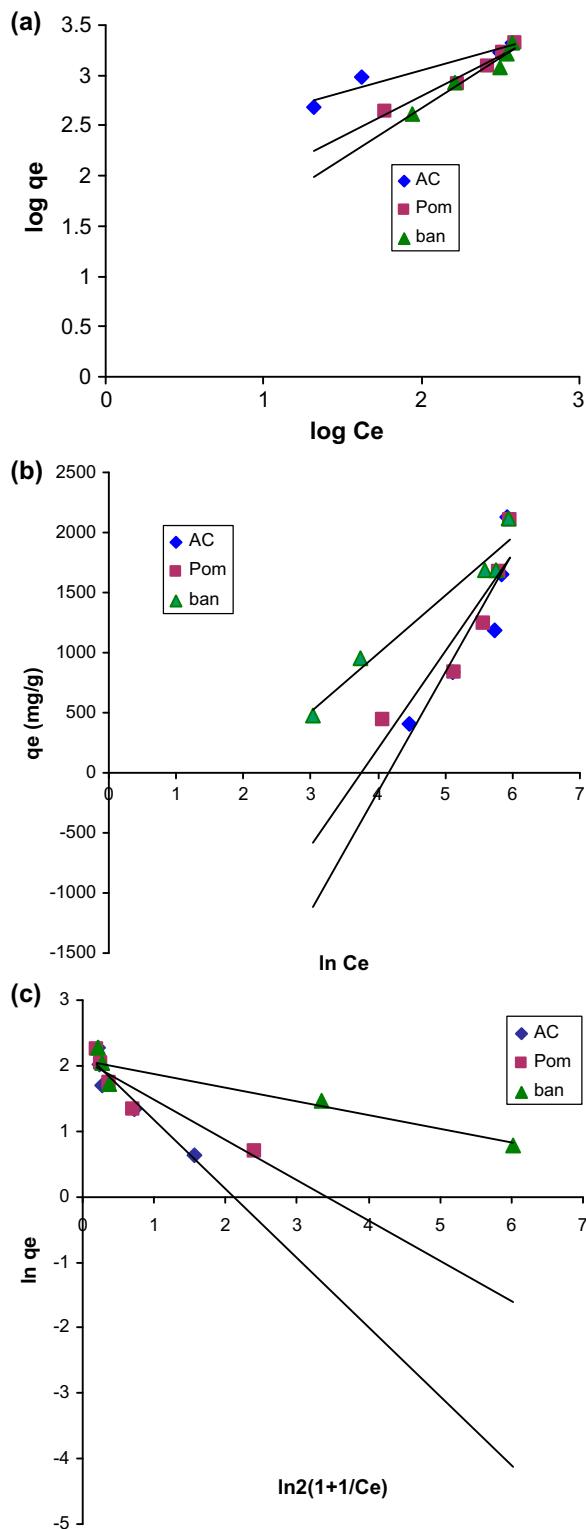 (a)
3.5
3
2.5
2
1.5
1
0.5
0
log qe
AC
Pom
ban
0
1
2
3
log Ce
(b)
2500
2000
1500
1000
500
0
-500
-1000
-1500
qe (mg/g)
AC
Pom
ban
0 1 2 3 4 5 6 7
ln Ce
(c)
3
2
1
0
-1
-2
-3
-4
-5
ln qe
AC
Pom
ban
0 1 2 3 4 5 6 7
ln2(1+1/Ce)